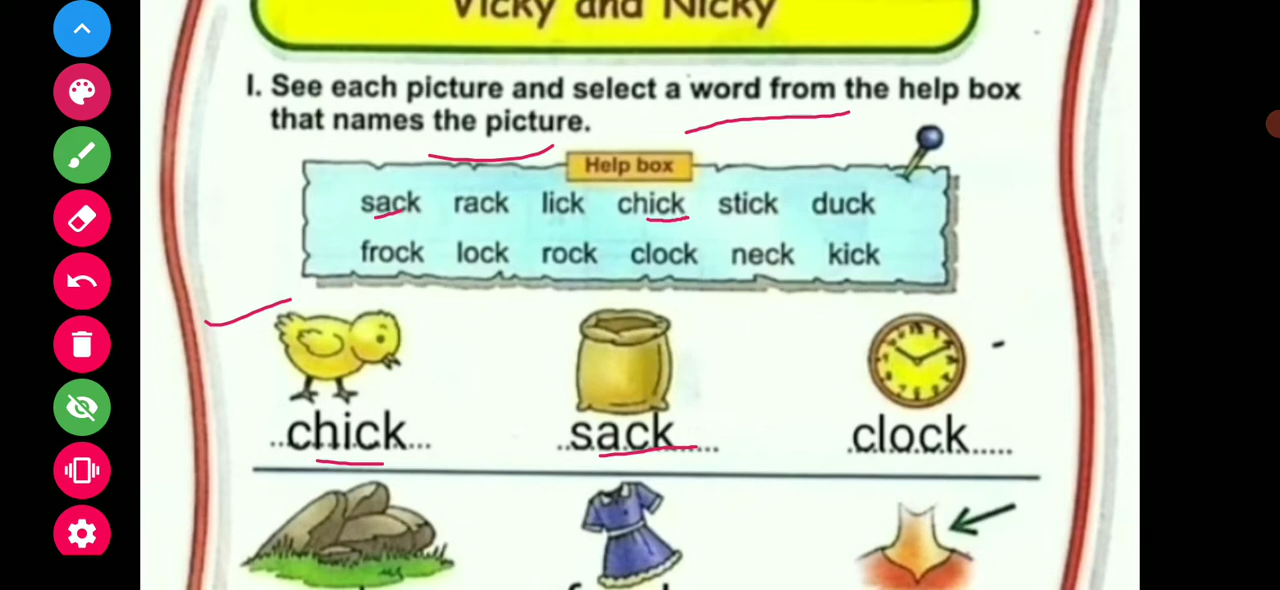 Vicky and Nicky
I. See each picture and select a word from the help box
that names the picture.
Help box
sack rack lick chick stick duck
frock lock rock clock neck kick
chick sack clock